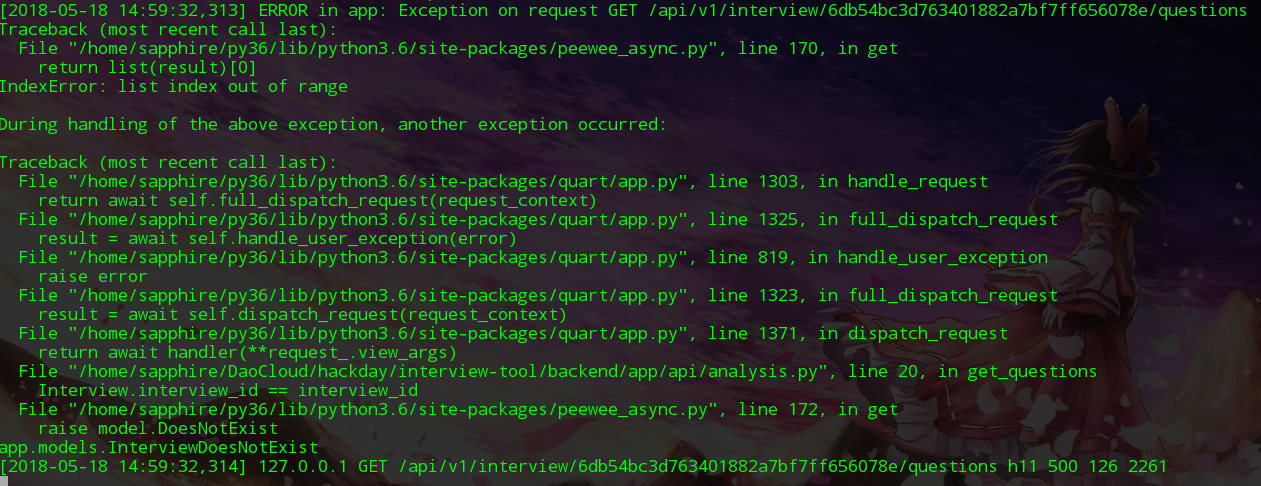 [2018-05-18 14:59:32,313] ERROR in app: Exception on request GET /api/v1/interview/6db54bc3d763401882a7bf7ff656078e/questions
Traceback (most recent call last):
  File "/home/sapphire/py36/lib/python3.6/site-packages/peewee_async.py", line 170, in get
    return list(result)[0]
IndexError: list index out of range

During handling of the above exception, another exception occurred:

Traceback (most recent call last):
  File "/home/sapphire/py36/lib/python3.6/site-packages/quart/app.py", line 1303, in handle_request
    return await self.full_dispatch_request(request_context)
  File "/home/sapphire/py36/lib/python3.6/site-packages/quart/app.py", line 1325, in full_dispatch_request
    result = await self.handle_user_exception(error)
  File "/home/sapphire/py36/lib/python3.6/site-packages/quart/app.py", line 819, in handle_user_exception
    raise error
  File "/home/sapphire/py36/lib/python3.6/site-packages/quart/app.py", line 1323, in full_dispatch_request
    result = await self.dispatch_request(request_context)
  File "/home/sapphire/py36/lib/python3.6/site-packages/quart/app.py", line 1371, in dispatch_request
    return await handler(**request_.view_args)
  File "/home/sapphire/DaoCloud/hackday/interview-tool/backend/app/api/analysis.py", line 20, in get_questions
    Interview.interview_id == interview_id
  File "/home/sapphire/py36/lib/python3.6/site-packages/peewee_async.py", line 172, in get
    raise model.DoesNotExist
app.models.InterviewDoesNotExist
[2018-05-18 14:59:32,314] 127.0.0.1 GET /api/v1/interview/6db54bc3d763401882a7bf7ff656078e/questions h11 500 126 2261